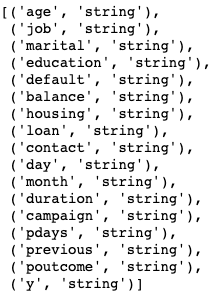 [('age', 'string'),
('job', 'string'),
('marital', 'string'),
('education', 'string'),
('default', 'string'),
('balance', 'string'),
('housing', 'string'),
('loan', 'string'),
('contact', 'string'),
('day', 'string'),
('month', 'string'),
('duration', 'string'),
('campaign', 'string'),
('pdays', 'string'),
('previous', 'string'),
('poutcome', 'string'),
('y', 'string')]